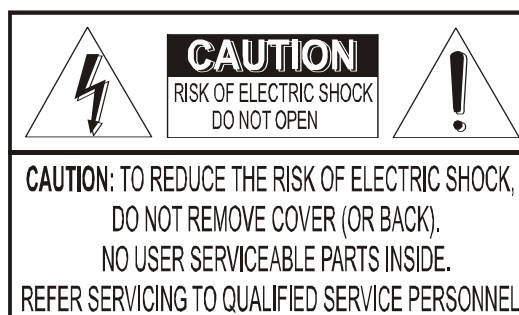 CAUTION
RISK OF ELECTRIC SHOCK
DO NOT OPEN
CAUTION: TO REDUCE THE RISK OF ELECTRIC SHOCK,
DO NOT REMOVE COVER (OR BACK).
NO USER SERVICEABLE PARTS INSIDE.
REFER SERVICING TO QUALIFIED SERVICE PERSONNEL